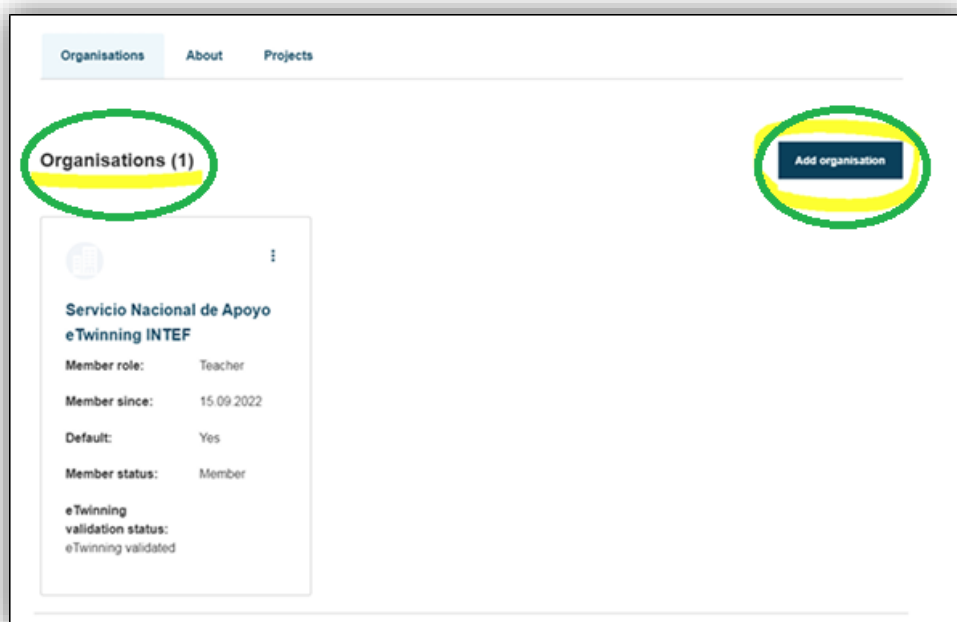 Organisations About Projects
Organisations (1)
Add organisation
Servicio Nacional de Apoyo
eTwinning INTEF
Member role: Teacher
Member since: 15.09.2022
Default: Yes
Member status: Member
eTwinning
validation status:
eTwinning validated